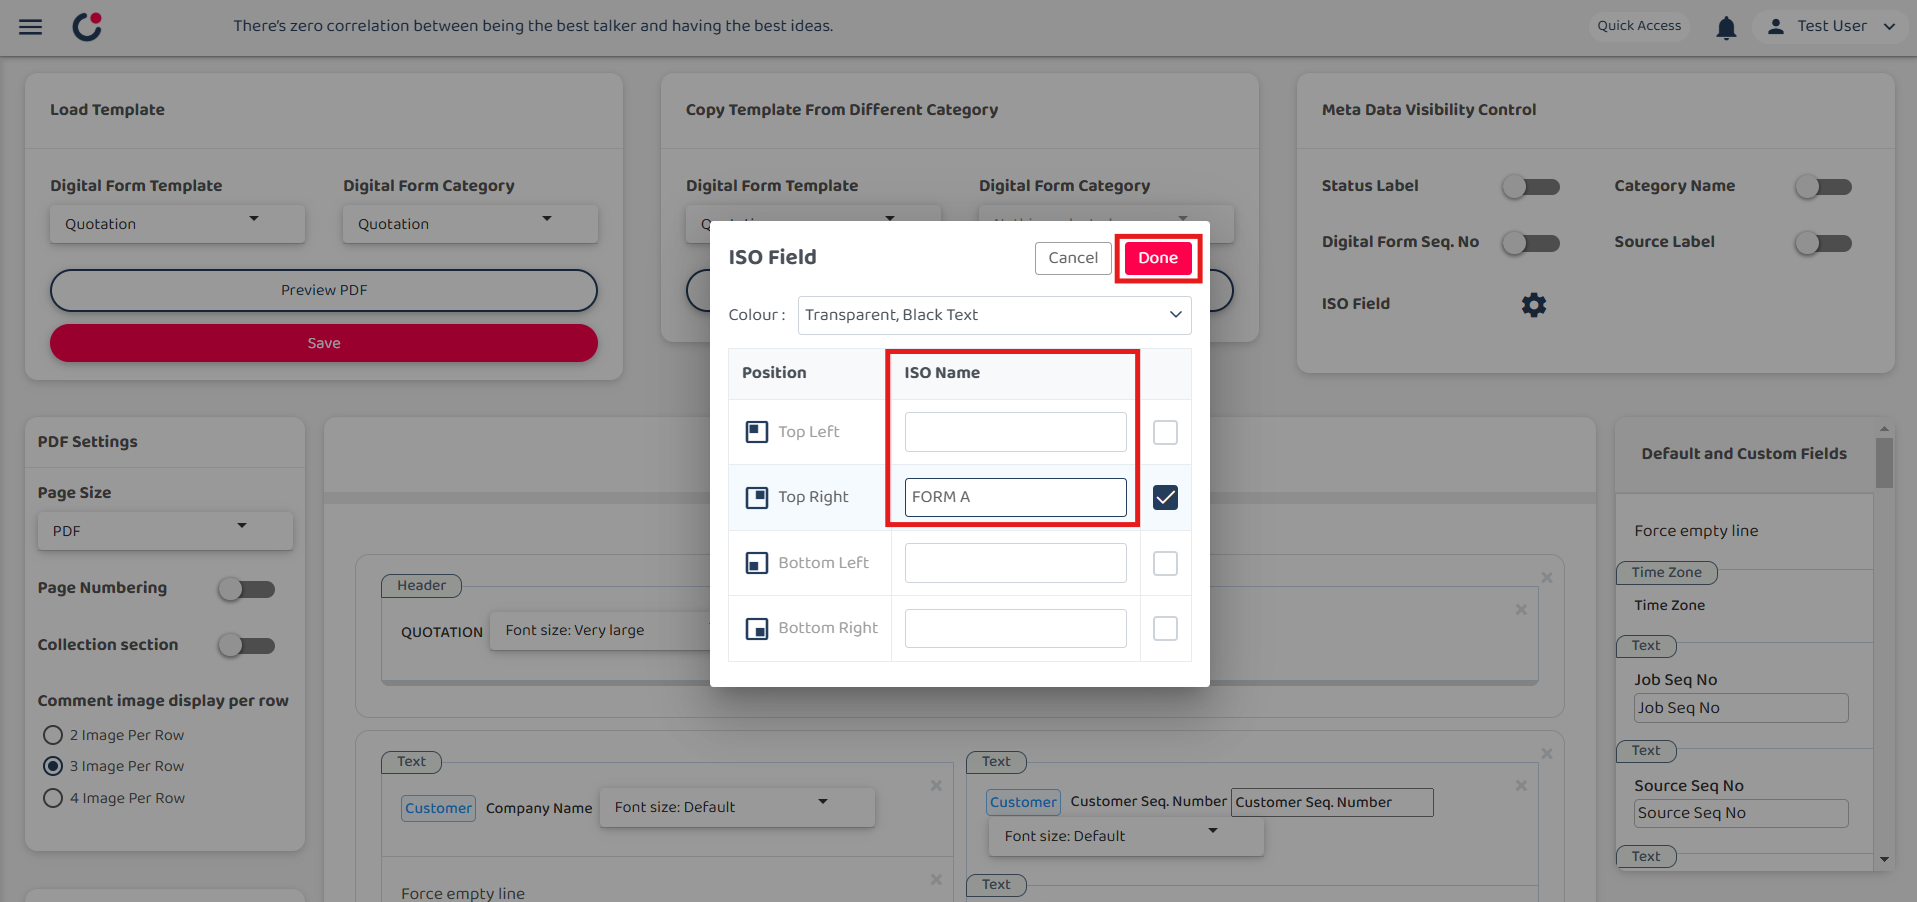 There's zero correlation between being the best talker and having the best ideas.
Quick Access
Test User
Load Template
Digital Form Template
Digital Form Category
Quotation
Quotation
Preview PDF
Save
Copy Template From Different Category
Digital Form Template
Digital Form Category
Meta Data Visibility Control
Status Label
Category Name
Digital Form Seq. No
Source Label
ISO Field
ISO Field
Cancel
Done
Colour :
Transparent, Black Text
Position
ISO Name
Top Left
Top Right
FORM A
Bottom Left
Bottom Right
PDF Settings
Page Size
PDF
Page Numbering
Collection section
Comment image display per row
2 Image Per Row
3 Image Per Row
4 Image Per Row
Header
QUOTATION
Font size: Very large
Text
Customer
Company Name
Font size: Default
Force empty line
Text
Customer
Customer Seq. Number
Customer Seq. Number
Font size: Default
Text
Default and Custom Fields
Force empty line
Time Zone
Time Zone
Text
Job Seq No
Job Seq No
Text
Source Seq No
Source Seq No
Text